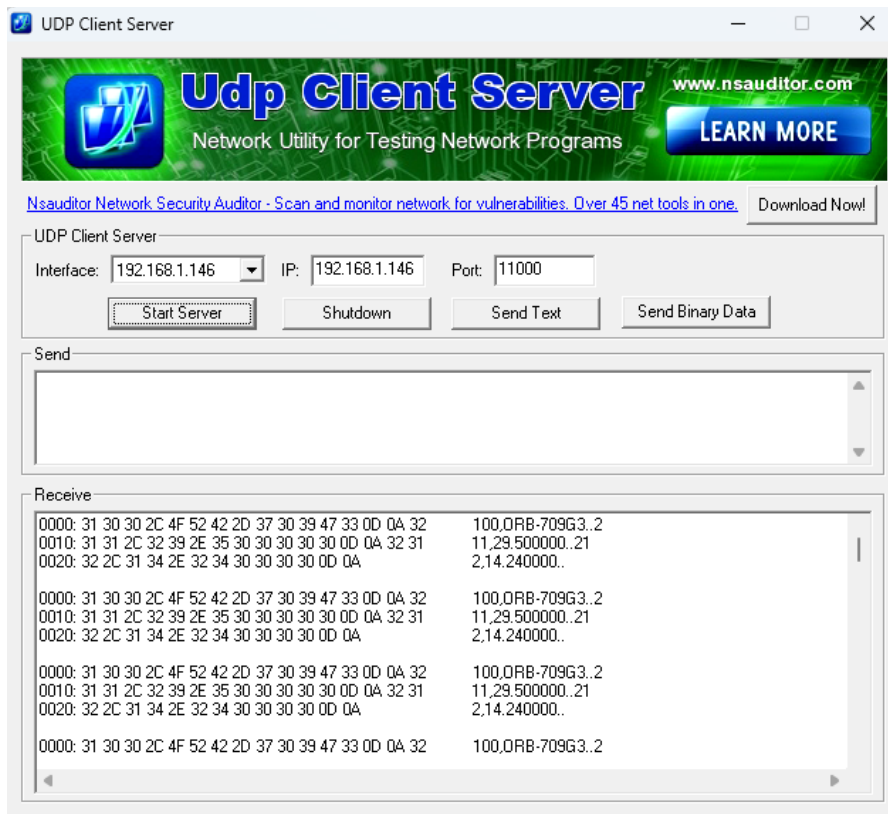 UDP Client Server
Udp Client Server
www.nsauditor.com
Network Utility for Testing Network Programs
LEARN MORE
Nsauditor Network Security Auditor - Scan and monitor network for vulnerabilities. Over 45 net tools in one.
Download Now!
UDP Client Server
Interface: 192.168.1.146 IP: 192.168.1.146 Port: 11000
Start Server Shutdown Send Text Send Binary Data
Send
Receive
0000: 31 30 30 2C 4F 52 42 2D 37 30 39 47 33 0D 0A 32 100,ORB-709G3..2
0010: 31 31 2C 32 39 2E 35 30 30 30 30 30 0D 0A 32 31 11,29.500000..21
0020: 32 2C 31 34 2E 32 34 30 30 30 30 0D 0A 2,14.240000..
0000: 31 30 30 2C 4F 52 42 2D 37 30 39 47 33 0D 0A 32 100,ORB-709G3..2
0010: 31 31 2C 32 39 2E 35 30 30 30 30 30 0D 0A 32 31 11,29.500000..21
0020: 32 2C 31 34 2E 32 34 30 30 30 30 0D 0A 2,14.240000..
0000: 31 30 30 2C 4F 52 42 2D 37 30 39 47 33 0D 0A 32 100,ORB-709G3..2
0010: 31 31 2C 32 39 2E 35 30 30 30 30 30 0D 0A 32 31 11,29.500000..21
0020: 32 2C 31 34 2E 32 34 30 30 30 30 0D 0A 2,14.240000..
0000: 31 30 30 2C 4F 52 42 2D 37 30 39 47 33 0D 0A 32 100,ORB-709G3..2